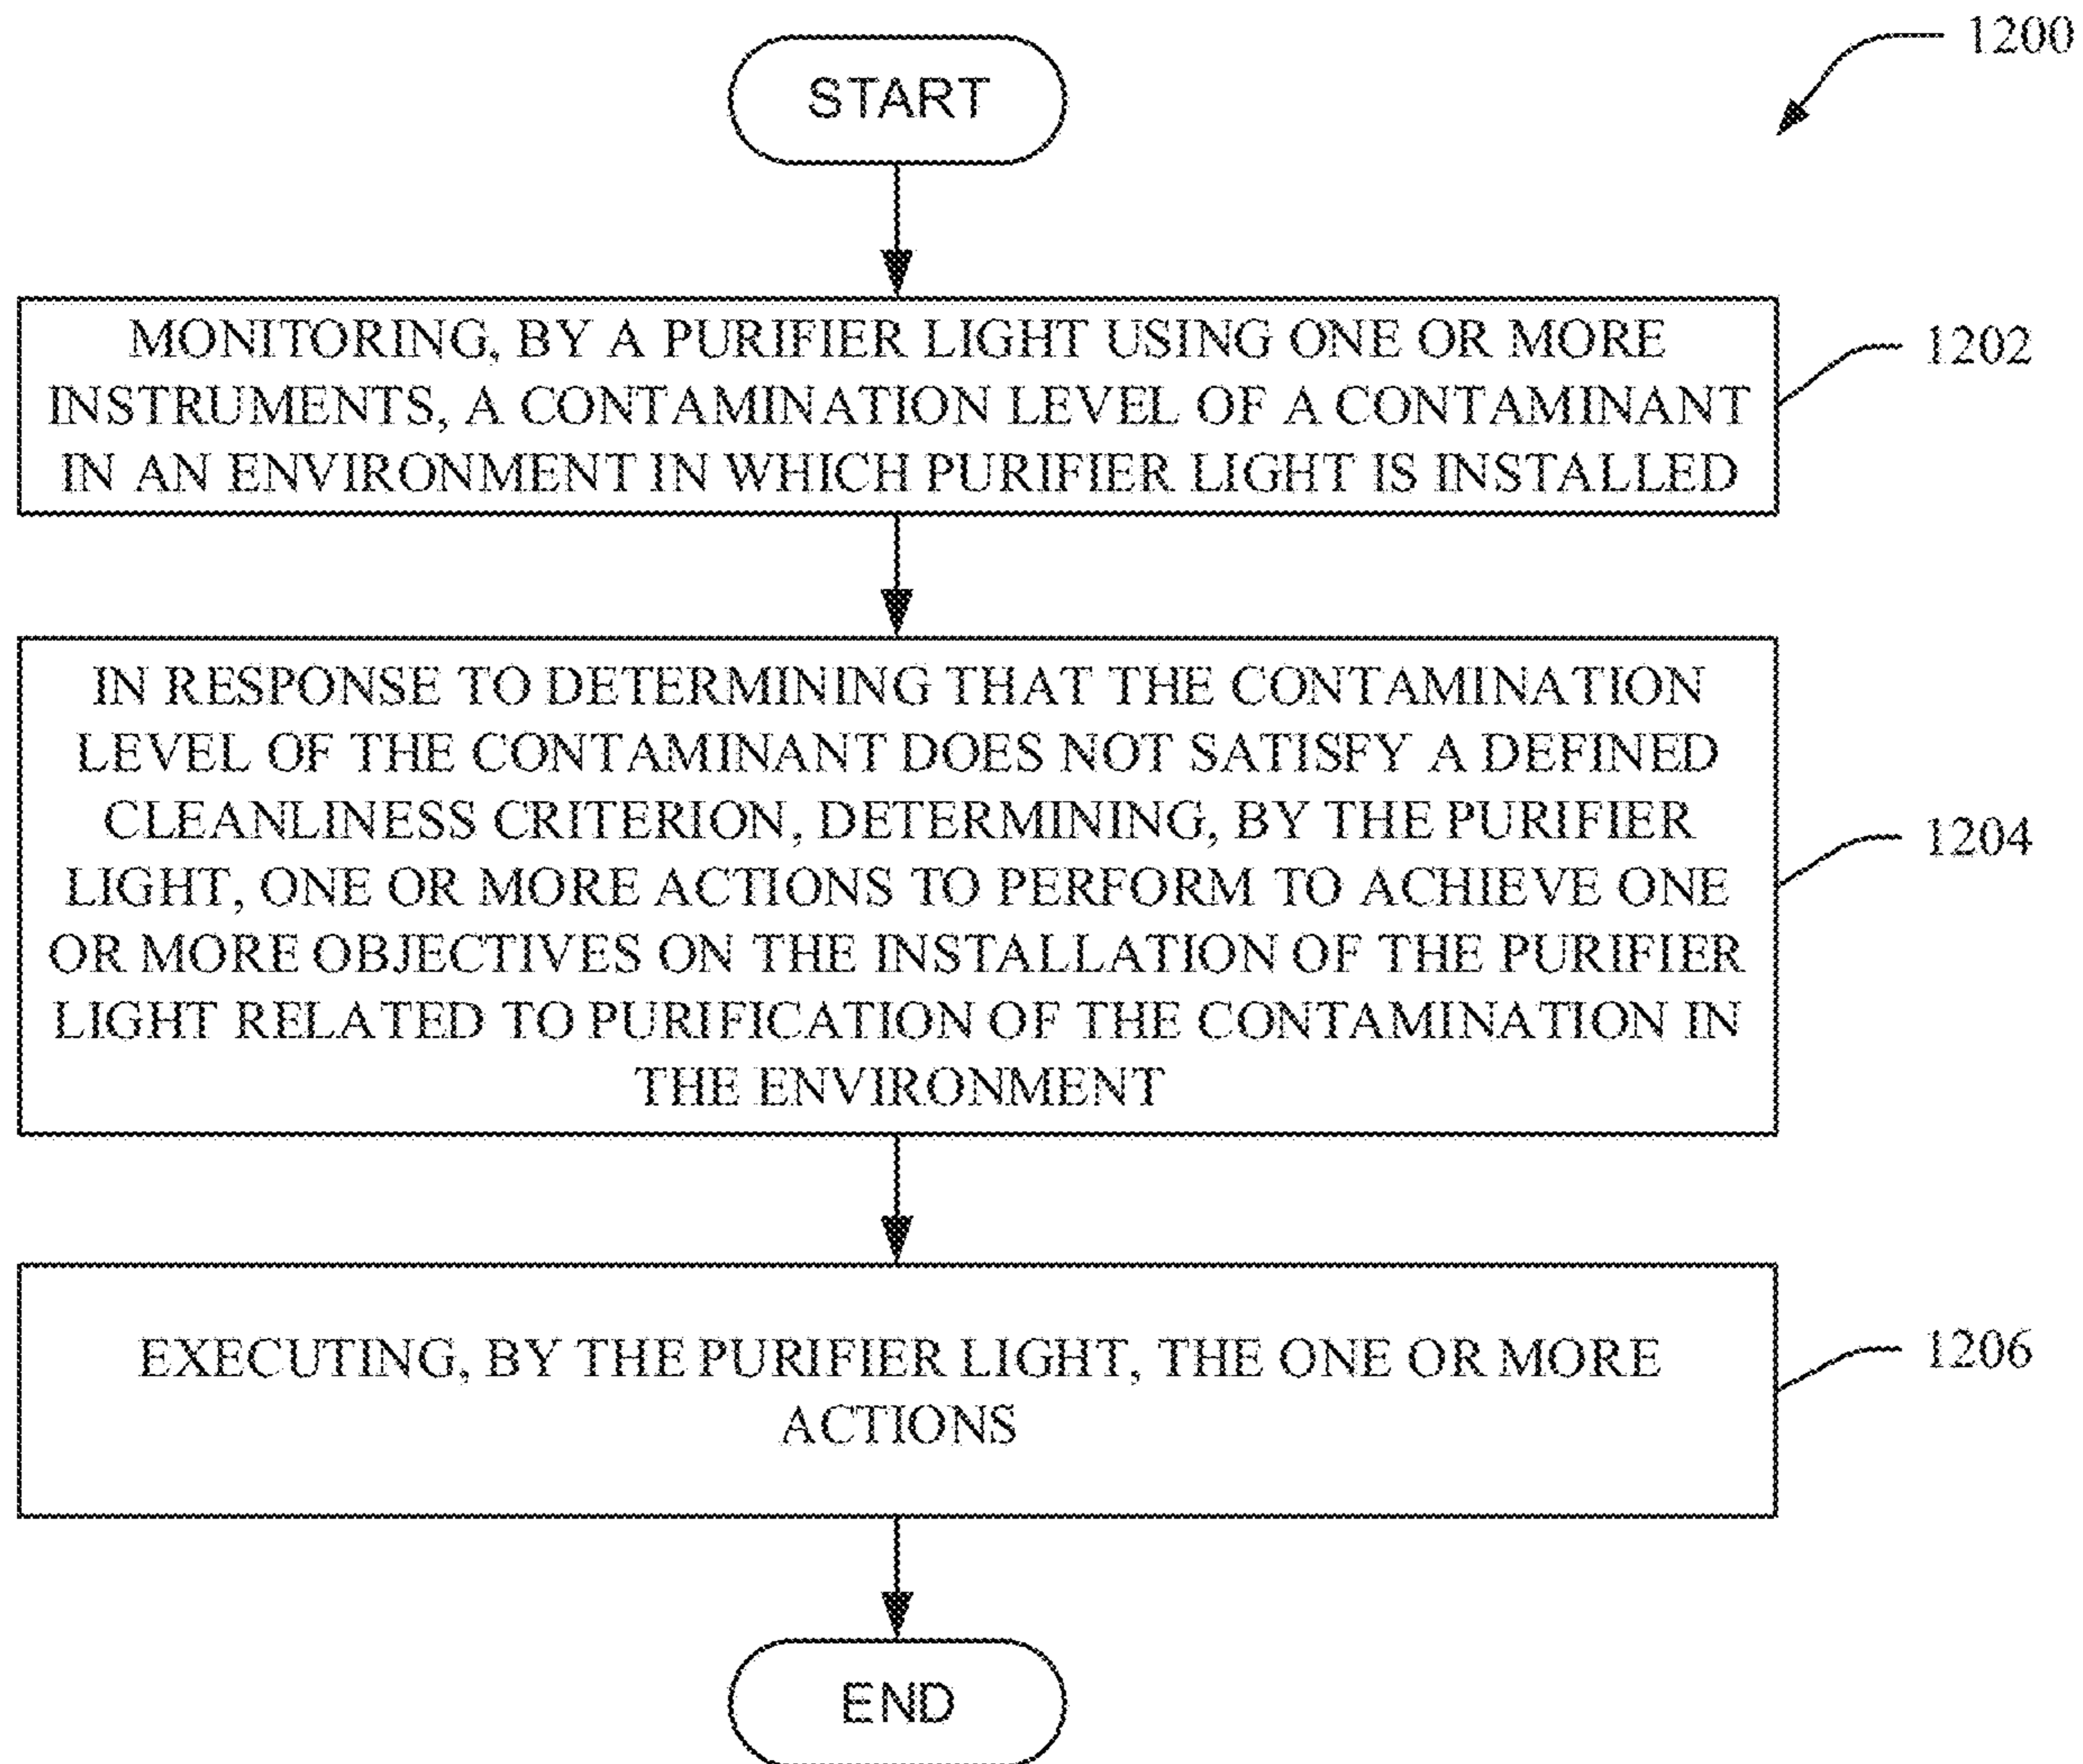 1200
START
MONITORING, BY A PURIFIER LIGHT USING ONE OR MORE
INSTRUMENTS, A CONTAMINATION LEVEL OF A CONTAMINANT
IN AN ENVIRONMENT IN WHICH PURIFIER LIGHT IS INSTALLED
1202
IN RESPONSE TO DETERMINING THAT THE CONTAMINATION
LEVEL OF THE CONTAMINANT DOES NOT SATISFY A DEFINED
CLEANLINESS CRITERION, DETERMINING, BY THE PURIFIER
LIGHT, ONE OR MORE ACTIONS TO PERFORM TO ACHIEVE ONE
OR MORE OBJECTIVES ON THE INSTALLATION OF THE PURIFIER
LIGHT RELATED TO PURIFICATION OF THE CONTAMINATION IN
THE ENVIRONMENT
1204
EXECUTING, BY THE PURIFIER LIGHT, THE ONE OR MORE
ACTIONS
1206
END